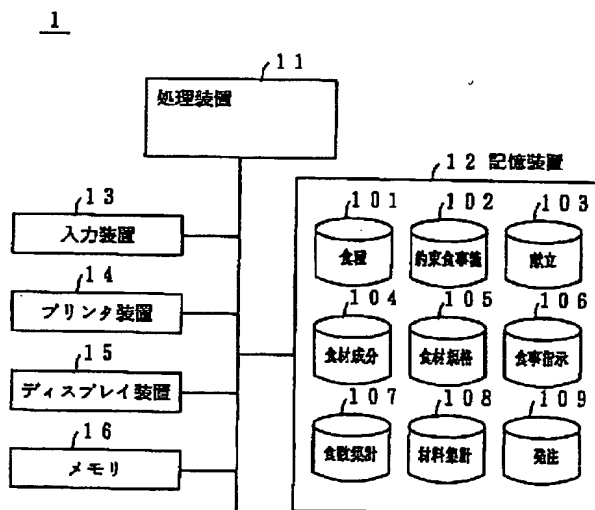 1
11
処理装置
12 記憶装置
13
入力装置
101
102
103
食種
約束食事箋
献立
14
プリンタ装置
104
105
106
食材成分
食材規格
食事指示
15
ディスプレイ装置
107
108
109
食数集計
材料集計
発注
16
メモリ